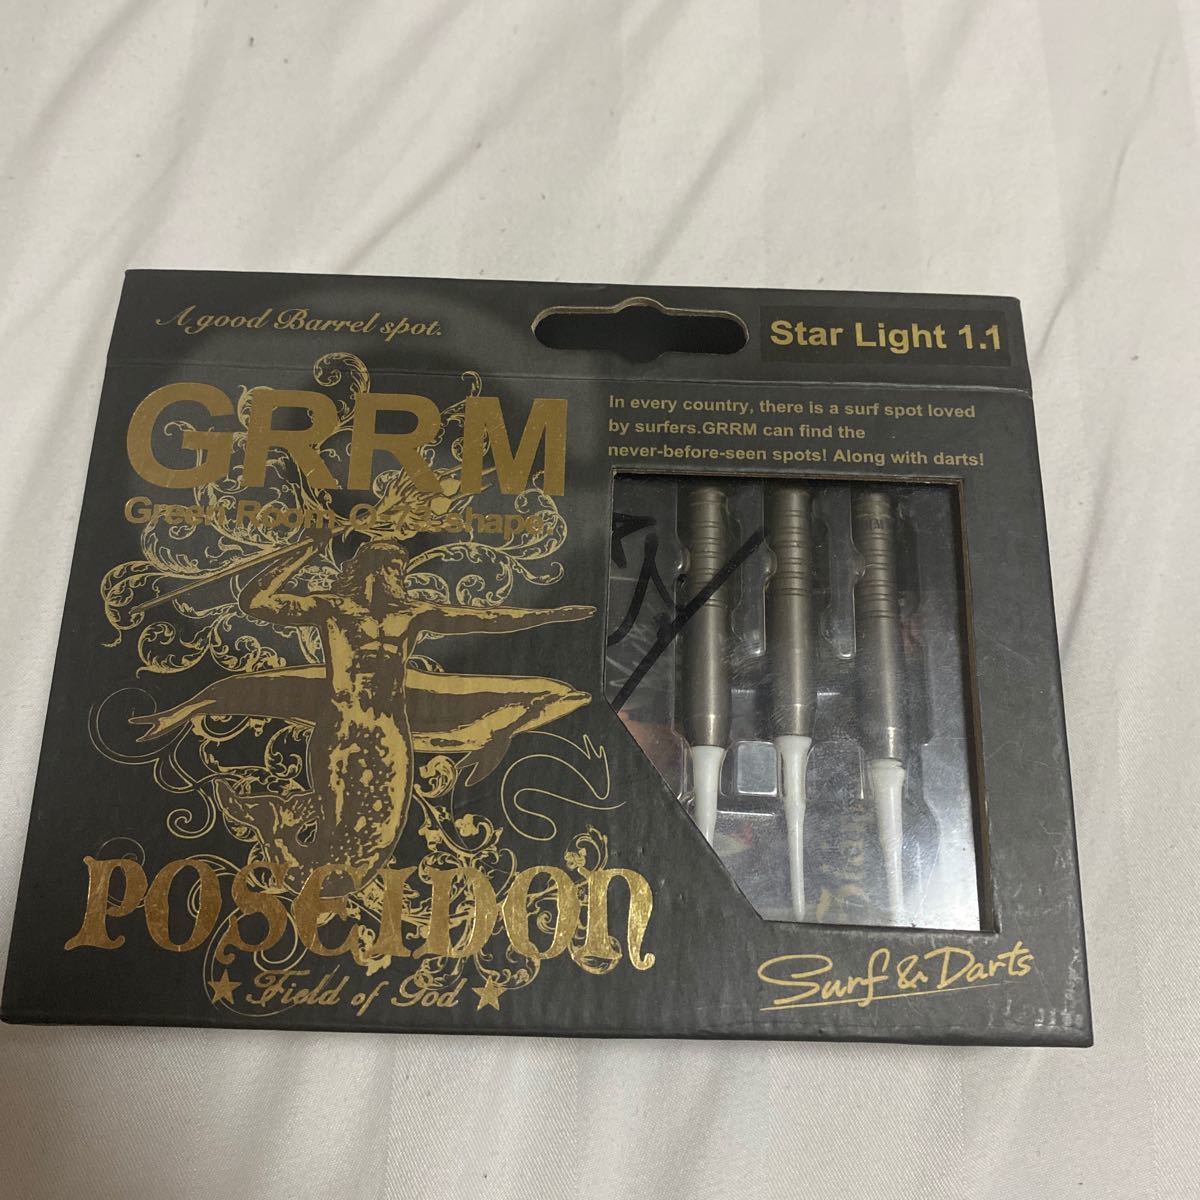 A good Barrel spot.
Star Light 1.1
GRRM
In every country, there is a surf spot loved
by surfers.GRRM can find the
never-before-seen spots! Along with darts!
POSEIDON
★ Field of God ★
Surf & Darts